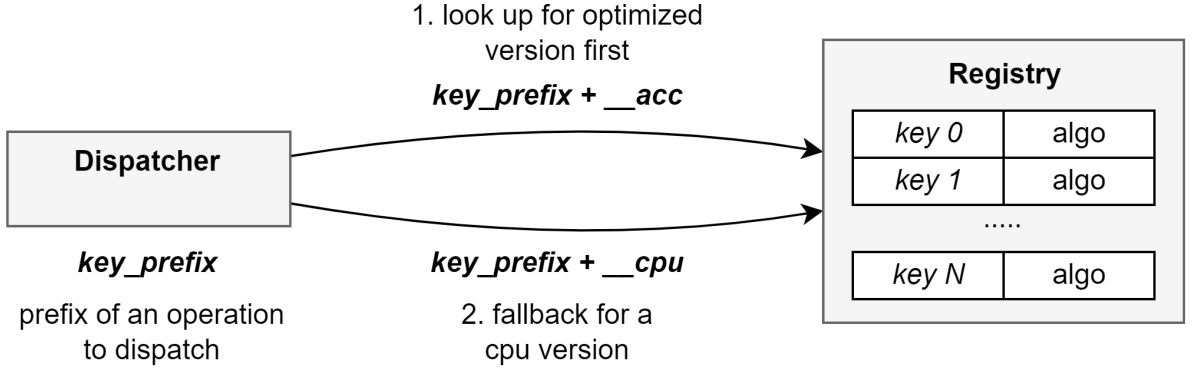 1. look up for optimized
version first
key_prefix + __acc
Dispatcher
key_prefix
prefix of an operation
to dispatch
key_prefix + __cpu
2. fallback for a
cpu version
Registry
key 0 algo
key 1 algo
.....
key N algo